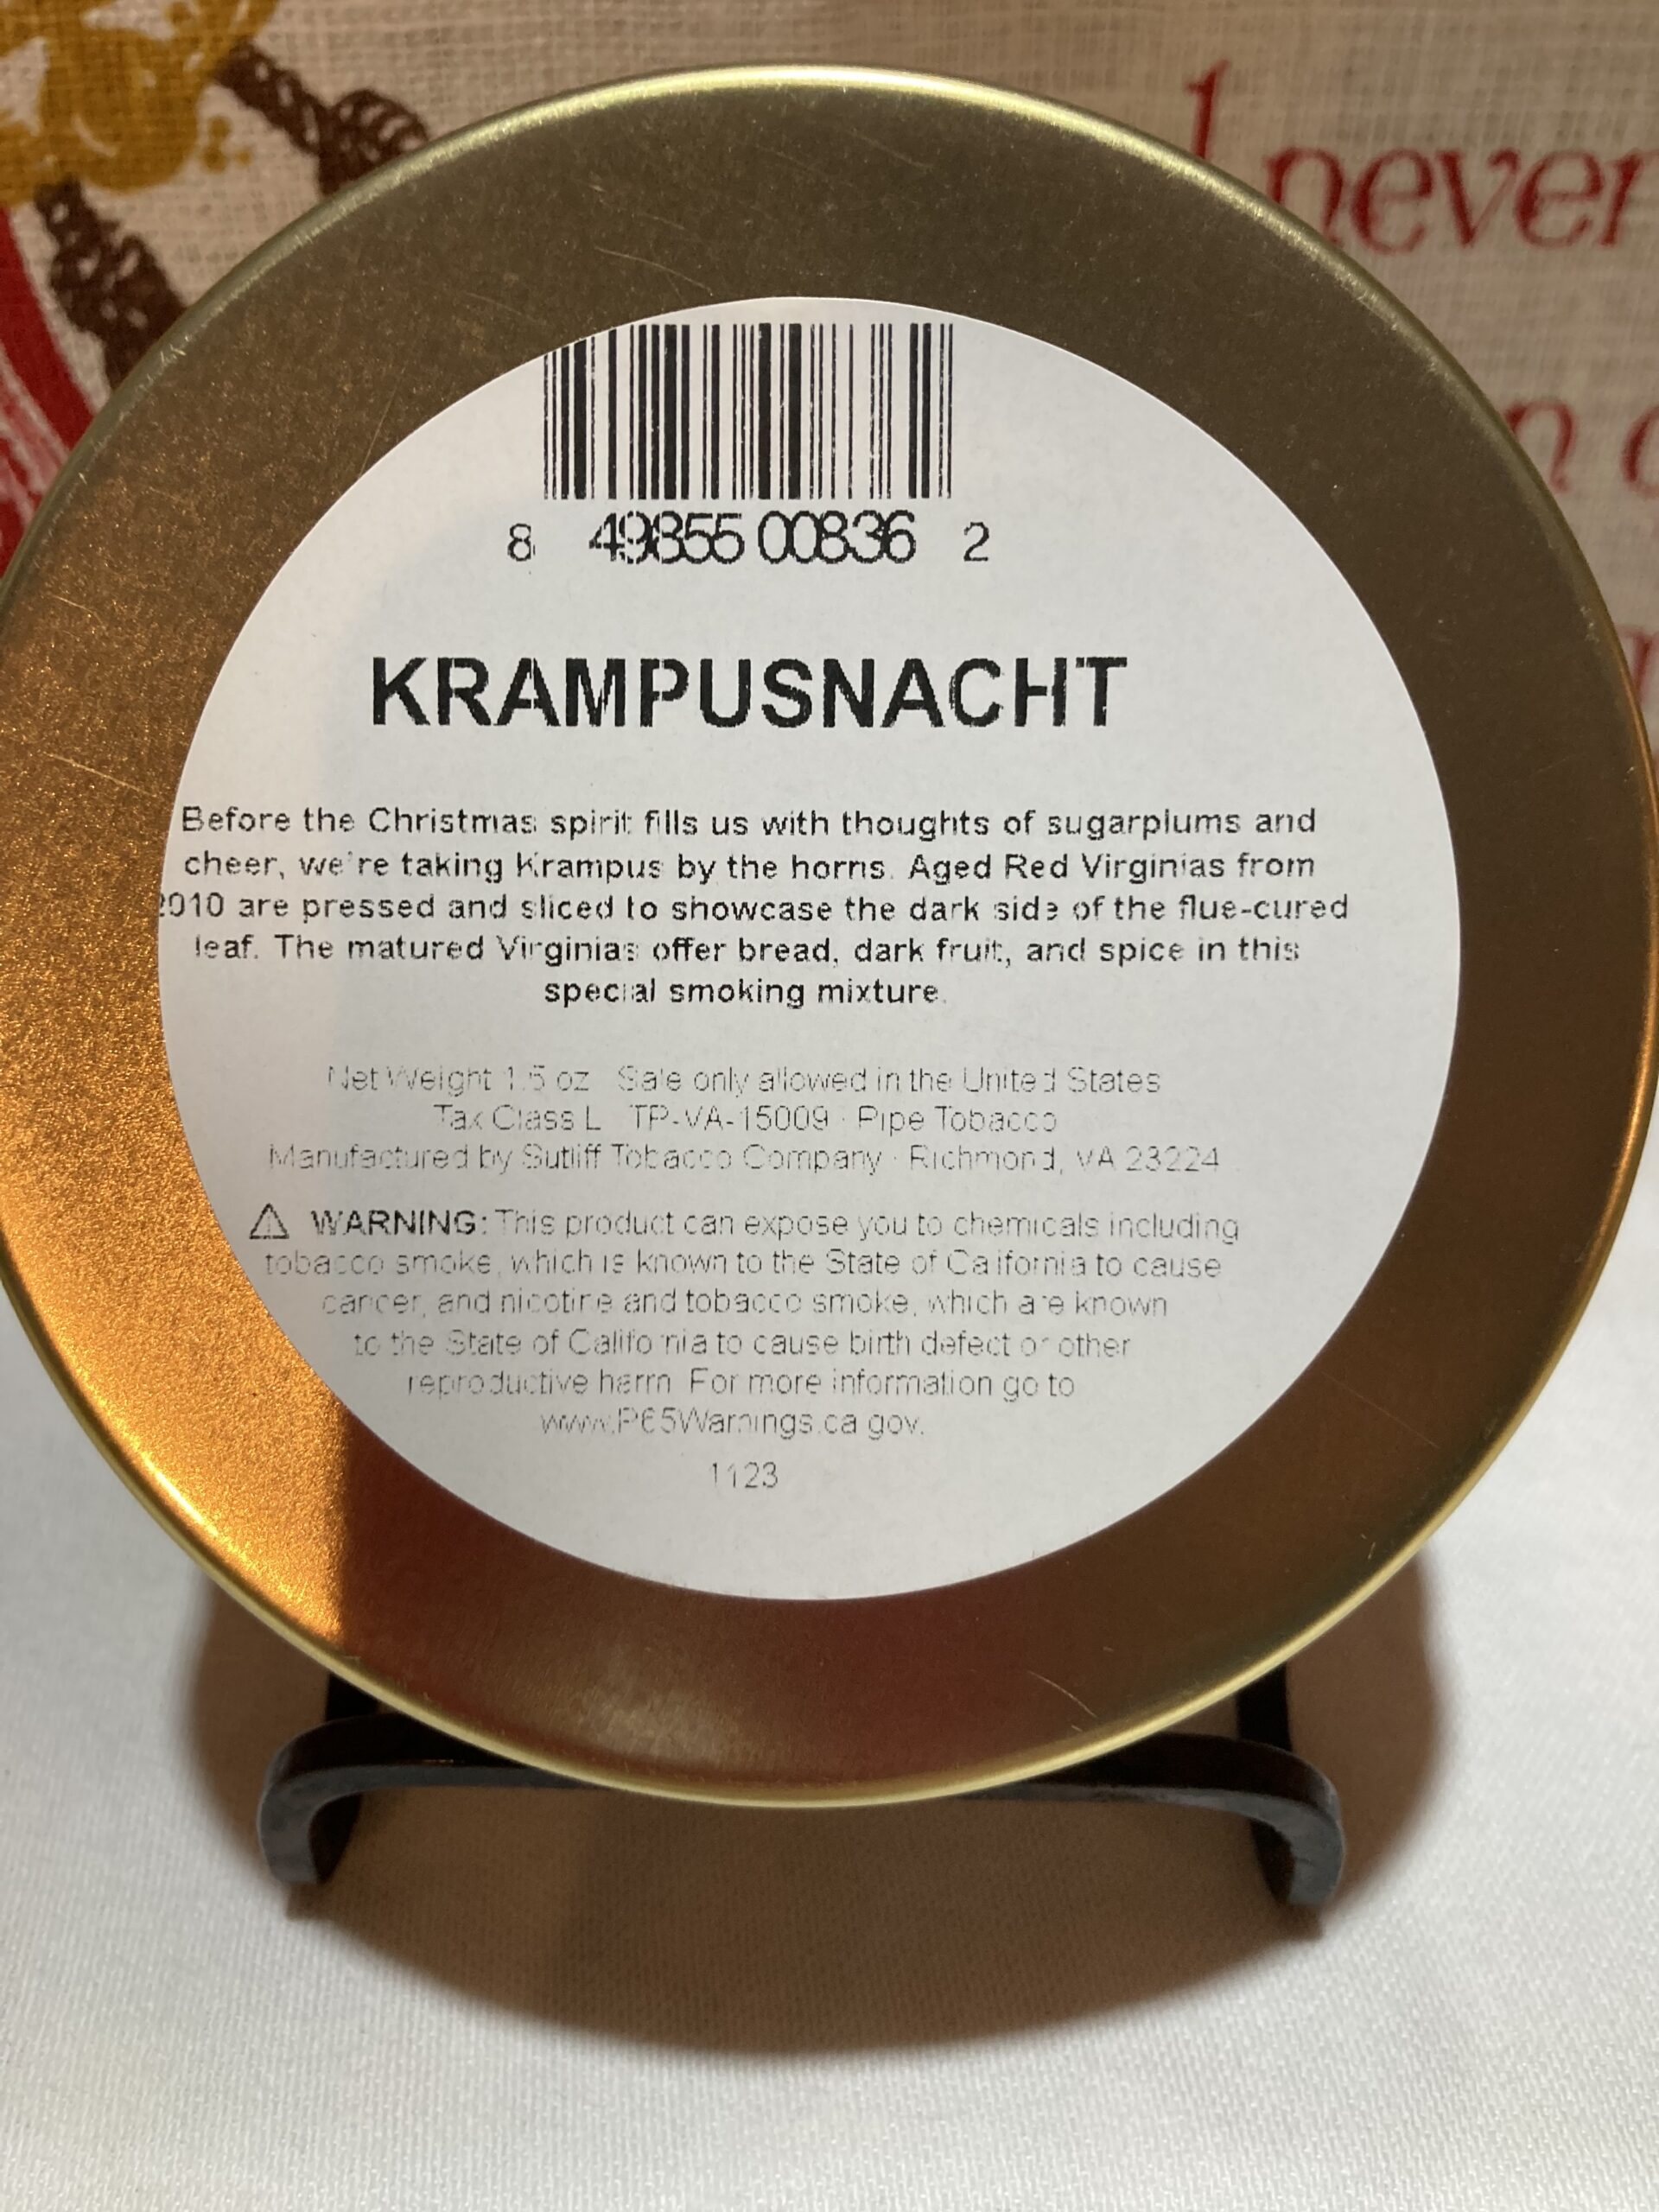 I never
8 49855 00836 2
KRAMPUSNACHT
Before the Christmas spirit fills us with thoughts of sugarplums and
cheer, we're taking Krampus by the horns. Aged Red Virginias from
2010 are pressed and sliced to showcase the dark side of the flue-cured
leaf. The matured Virginias offer bread, dark fruit, and spice in this
special smoking mixture.
Net Weight 1.5 oz · Sale only allowed in the United States
Tax Class L · TP-VA-15009 · Pipe Tobacco
Manufactured by Sutliff Tobacco Company · Richmond, VA 23224
⚠ WARNING: This product can expose you to chemicals including
tobacco smoke, which is known to the State of California to cause
cancer, and nicotine and tobacco smoke, which are known
to the State of California to cause birth defect or other
reproductive harm. For more information go to
www.P65Warnings.ca.gov.
1123